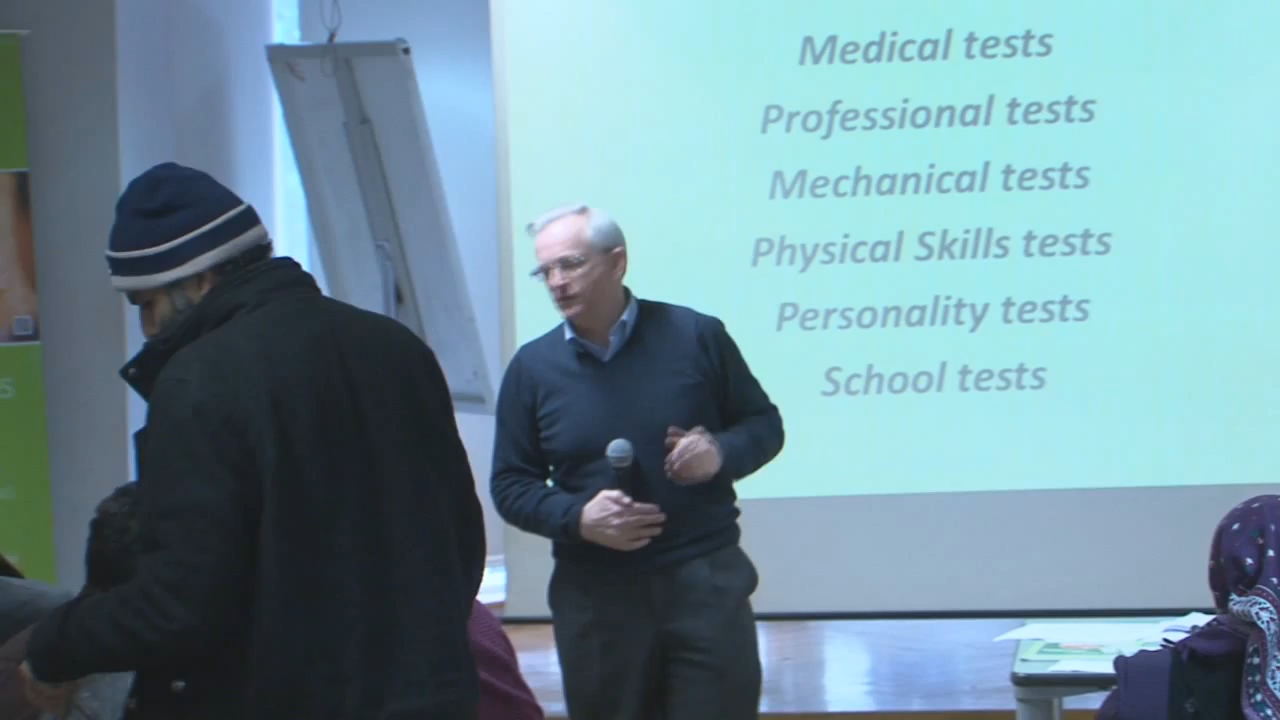 Medical tests
Professional tests
Mechanical tests
Physical Skills tests
Personality tests
School tests